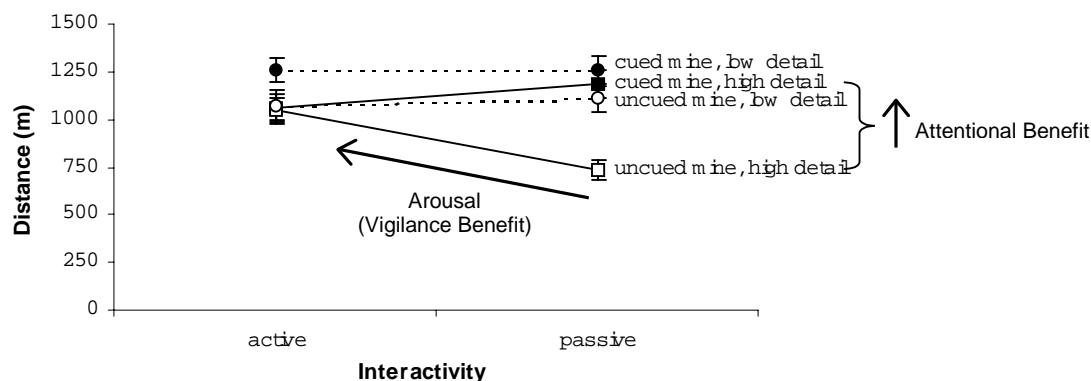 1500
1250
1000
750
500
250
0
Distance (m)
cued mine, low detail
cued mine, high detail
uncued mine, low detail
uncued mine, high detail
Attentional Benefit
Arousal
(Vigilance Benefit)
active
passive
Interactivity